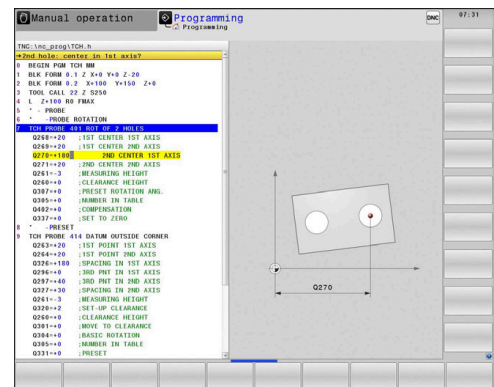 Manual operation
Programming
Programming
DNC
07:31
TNC:\nc_prog\TCH.h
→2nd hole: center in 1st axis?
0 BEGIN PGM TCH MM
1 BLK FORM 0.1 Z X+0 Y+0 Z-20
2 BLK FORM 0.2 X+100 Y+150 Z+0
3 TOOL CALL 22 Z S250
4 L Z+100 R0 FMAX
5 * - PROBE
6 * -PROBE ROTATION
7 TCH PROBE 401 ROT OF 2 HOLES
Q268=+20 ;1ST CENTER 1ST AXIS
Q269=+20 ;1ST CENTER 2ND AXIS
Q270=+180 2ND CENTER 1ST AXIS
Q271=+20 ;2ND CENTER 2ND AXIS
Q261=-3 ;MEASURING HEIGHT
Q260=+0 ;CLEARANCE HEIGHT
Q307=+0 ;PRESET ROTATION ANG.
Q305=+0 ;NUMBER IN TABLE
Q402=+0 ;COMPENSATION
Q337=+0 ;SET TO ZERO
8 * -PRESET
9 TCH PROBE 414 DATUM OUTSIDE CORNER
Q263=+20 ;1ST POINT 1ST AXIS
Q264=+20 ;1ST POINT 2ND AXIS
Q326=+180 ;SPACING IN 1ST AXIS
Q296=+0 ;3RD PNT IN 1ST AXIS
Q297=+40 ;3RD PNT IN 2ND AXIS
Q327=+30 ;SPACING IN 2ND AXIS
Q261=-3 ;MEASURING HEIGHT
Q320=+2 ;SET-UP CLEARANCE
Q260=+0 ;CLEARANCE HEIGHT
Q301=+0 ;MOVE TO CLEARANCE
Q304=+0 ;BASIC ROTATION
Q305=+0 ;NUMBER IN TABLE
Q331=+0 ;PRESET
Q270